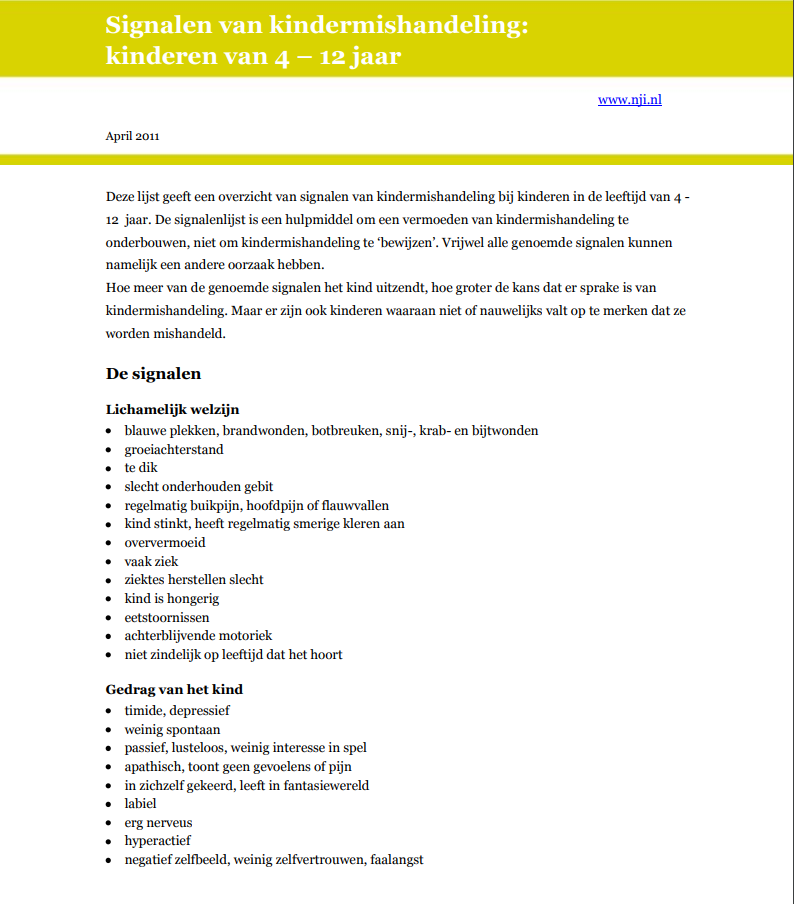 Signalen van kindermishandeling:
kinderen van 4 – 12 jaar
www.nji.nl
April 2011
Deze lijst geeft een overzicht van signalen van kindermishandeling bij kinderen in de leeftijd van 4 -
12  jaar. De signalenlijst is een hulpmiddel om een vermoeden van kindermishandeling te
onderbouwen, niet om kindermishandeling te ‘bewijzen’. Vrijwel alle genoemde signalen kunnen
namelijk een andere oorzaak hebben.
Hoe meer van de genoemde signalen het kind uitzendt, hoe groter de kans dat er sprake is van
kindermishandeling. Maar er zijn ook kinderen waaraan niet of nauwelijks valt op te merken dat ze
worden mishandeld.
De signalen
Lichamelijk welzijn
• blauwe plekken, brandwonden, botbreuken, snij-, krab- en bijtwonden
• groeiachterstand
• te dik
• slecht onderhouden gebit
• regelmatig buikpijn, hoofdpijn of flauwvallen
• kind stinkt, heeft regelmatig smerige kleren aan
• oververmoeid
• vaak ziek
• ziektes herstellen slecht
• kind is hongerig
• eetstoornissen
• achterblijvende motoriek
• niet zindelijk op leeftijd dat het hoort
Gedrag van het kind
• timide, depressief
• weinig spontaan
• passief, lusteloos, weinig interesse in spel
• apathisch, toont geen gevoelens of pijn
• in zichzelf gekeerd, leeft in fantasiewereld
• labiel
• erg nerveus
• hyperactief
• negatief zelfbeeld, weinig zelfvertrouwen, faalangst